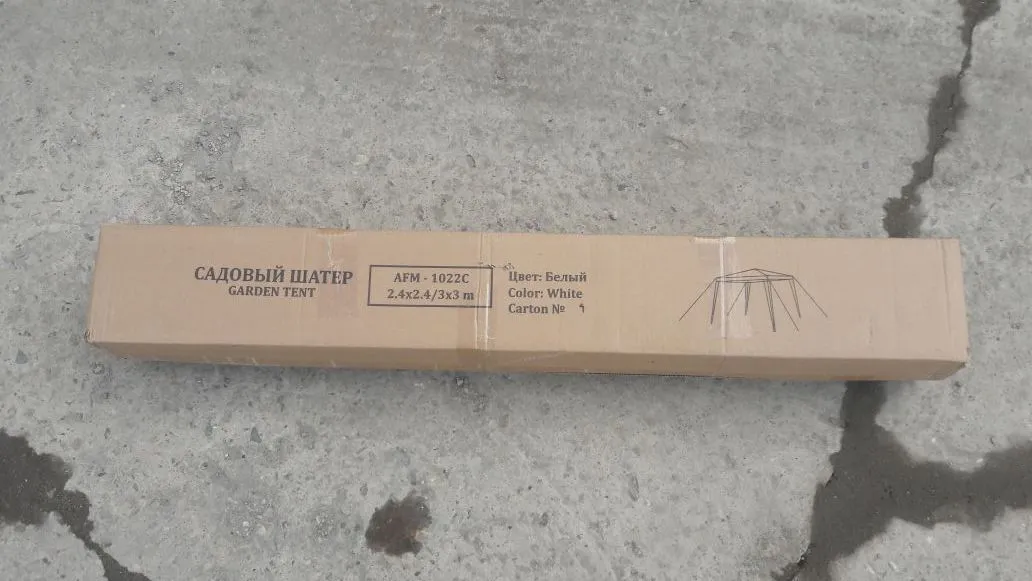 САДОВЫЙ ШАТЕР
GARDEN TENT
AFM - 1022C
2.4x2.4/3x3 m
Цвет: Белый
Color: White
Carton №